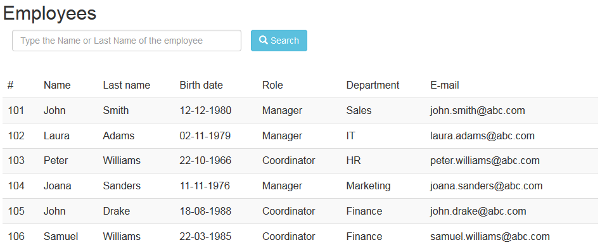 Employees
Type the Name or Last Name of the employee Search
# Name Last name Birth date Role Department E-mail
101 John Smith 12-12-1980 Manager Sales john.smith@abc.com
102 Laura Adams 02-11-1979 Manager IT laura.adams@abc.com
103 Peter Williams 22-10-1966 Coordinator HR peter.williams@abc.com
104 Joana Sanders 11-11-1976 Manager Marketing joana.sanders@abc.com
105 John Drake 18-08-1988 Coordinator Finance john.drake@abc.com
106 Samuel Williams 22-03-1985 Coordinator Finance samuel.williams@abc.com